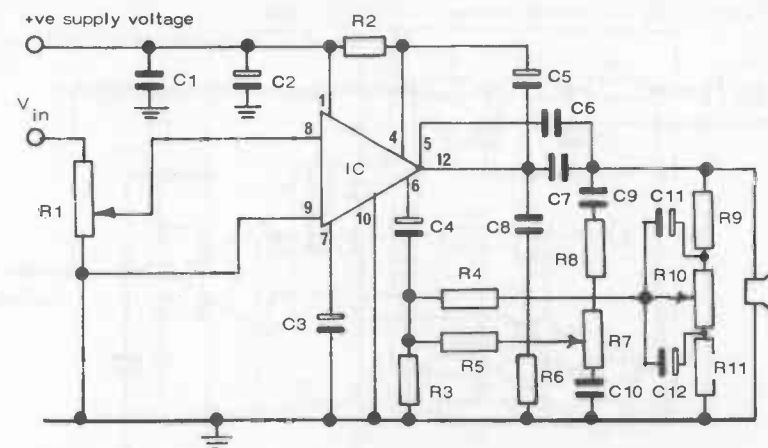 +ve supply voltage
R2
C1
C2
C5
V in
1
4
C6
8
5
IC
12
R1
6
C7
C9
C11
R9
9
10
7
C4
C8
R8
R4
R10
C3
R5
R7
R3
R6
C10
C12
R11